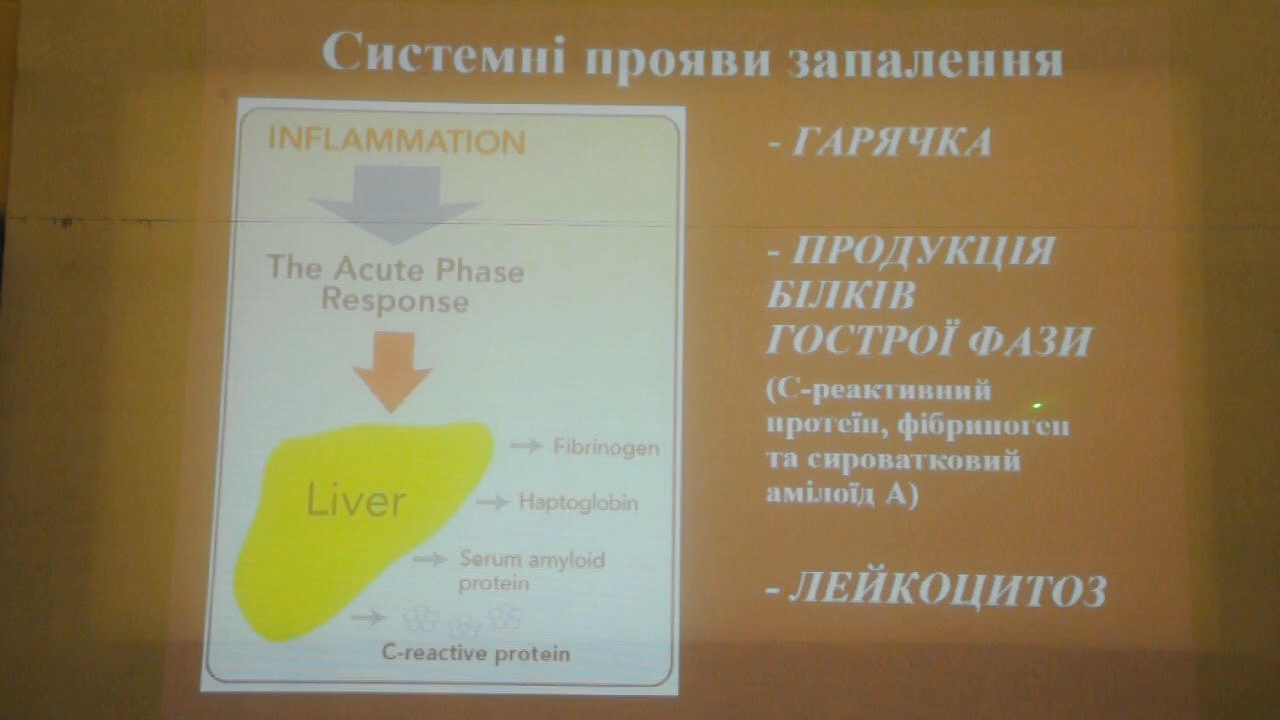 Системні прояви запалення
INFLAMMATION
The Acute Phase
Response
Liver
Fibrinogen
Haptoglobin
Serum amyloid
protein
C-reactive protein
- ГАРЯЧКА
- ПРОДУКЦІЯ
БІЛКІВ
ГОСТРОЇ ФАЗИ
(С-реактивний
протеїн, фібриноген
та сироватковий
амілоїд А)
- ЛЕЙКОЦИТОЗ